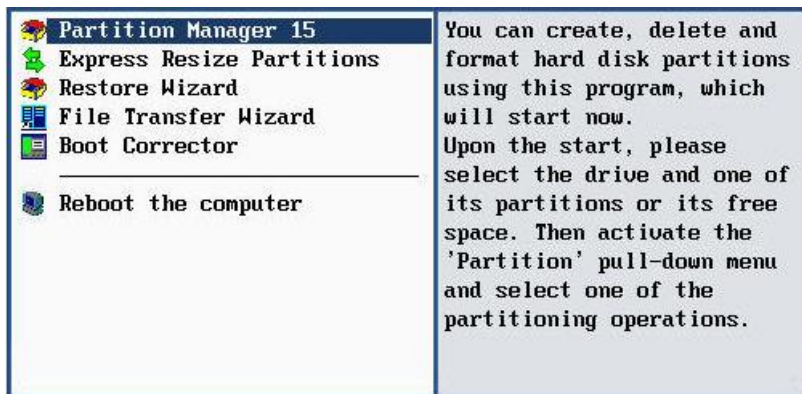 Partition Manager 15
Express Resize Partitions
Restore Wizard
File Transfer Wizard
Boot Corrector
Reboot the computer
You can create, delete and
format hard disk partitions
using this program, which
will start now.
Upon the start, please
select the drive and one of
its partitions or its free
space. Then activate the
'Partition' pull-down menu
and select one of the
partitioning operations.